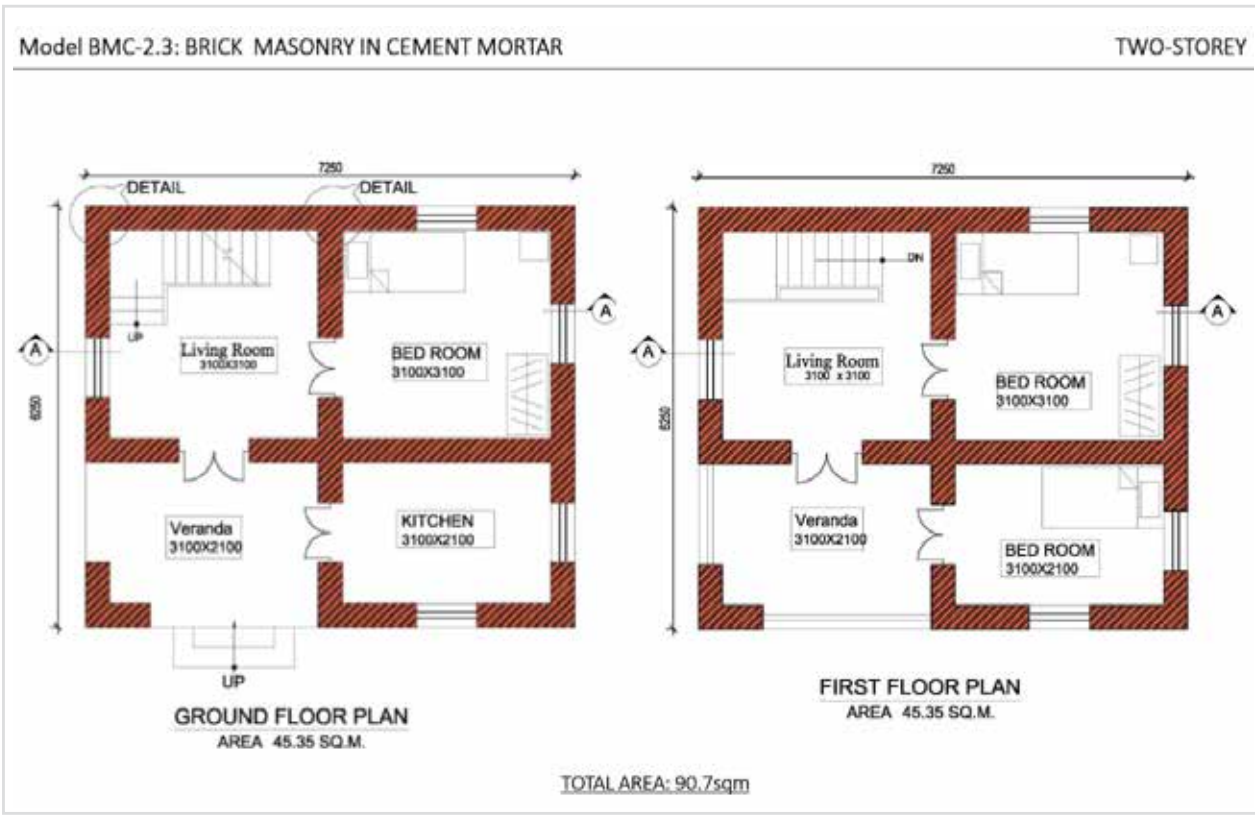 Model BMC-2.3: BRICK MASONRY IN CEMENT MORTAR
TWO-STOREY
7250
DETAIL
DETAIL
6250
A
A
UP
Living Room
3100X3100
BED ROOM
3100X3100
Veranda
3100X2100
KITCHEN
3100X2100
UP
GROUND FLOOR PLAN
AREA 45.35 SQ.M.
7250
6250
A
A
DN
Living Room
3100 x 3100
BED ROOM
3100X3100
Veranda
3100X2100
BED ROOM
3100X2100
FIRST FLOOR PLAN
AREA 45.35 SQ.M.
TOTAL AREA: 90.7sqm